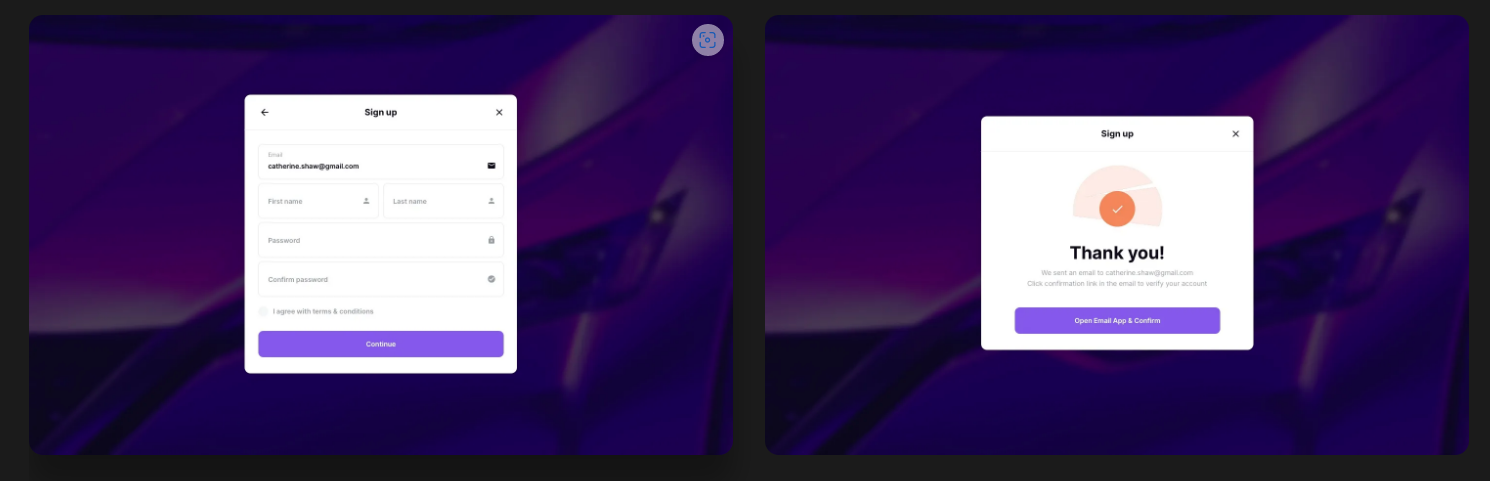 Sign up
Email
catherine.shaw@gmail.com
First name
Last name
Password
Confirm password
I agree with terms & conditions
Continue
Sign up
Thank you!
We sent an email to catherine.shaw@gmail.com
Click confirmation link in the email to verify your account
Open Email App & Confirm